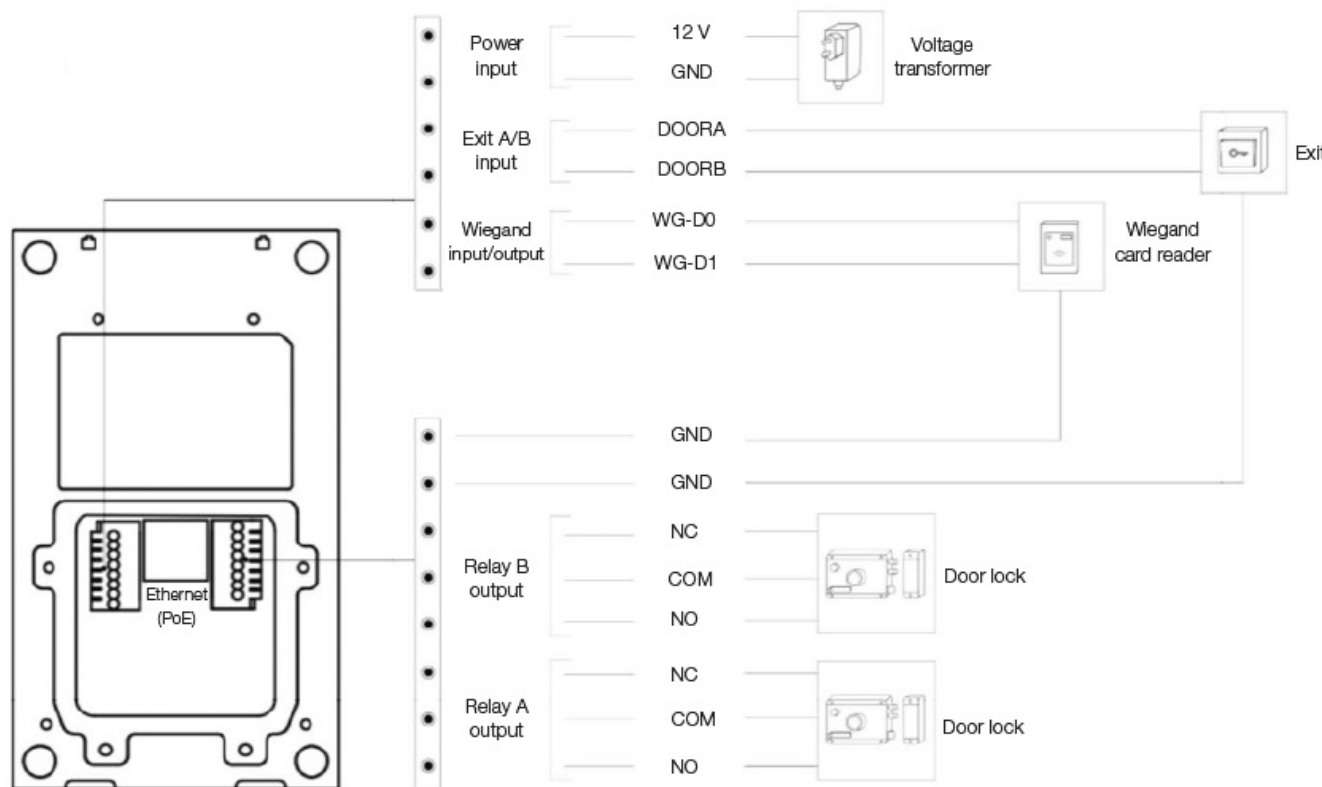 Power
input
12 V
GND
Voltage
transformer
Exit A/B
input
DOORA
DOORB
Exit
Wiegand
input/output
WG-D0
WG-D1
Wiegand
card reader
GND
GND
Relay B
output
NC
COM
NO
Door lock
Relay A
output
NC
COM
NO
Door lock
Ethernet
(PoE)